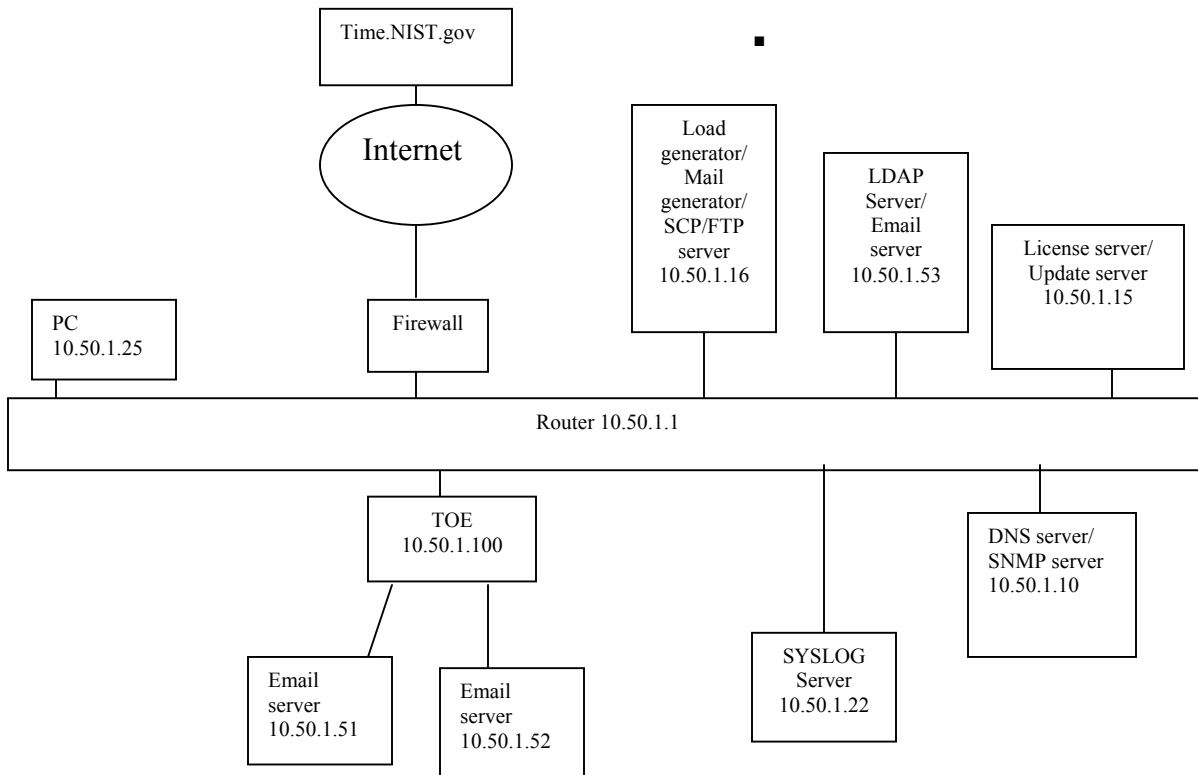 Time.NIST.gov
Internet
Load
generator/
Mail
generator/
SCP/FTP
server
10.50.1.16
LDAP
Server/
Email
server
10.50.1.53
License server/
Update server
10.50.1.15
PC
10.50.1.25
Firewall
Router 10.50.1.1
TOE
10.50.1.100
DNS server/
SNMP server
10.50.1.10
Email
server
10.50.1.51
Email
server
10.50.1.52
SYSLOG
Server
10.50.1.22